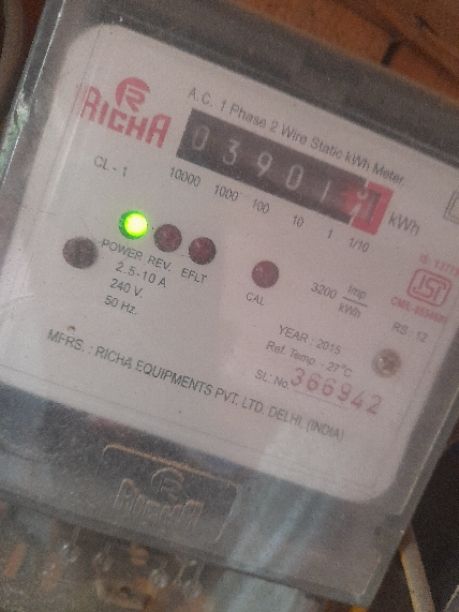 RICHA
A.C. 1 Phase 2 Wire Static kWh Meter
03901
kWh
10000 1000 100 10 1 1/10
CL-1
POWER REV. EFLT
2.5-10 A
240 V.
50 Hz.
CAL
3200 Imp/kWh
ISI
RS : 12
YEAR : 2015
Ref. Temp :- 27°C
SL. No. 366942
MFRS. : RICHA EQUIPMENTS PVT. LTD. DELHI. (INDIA)
RICHA